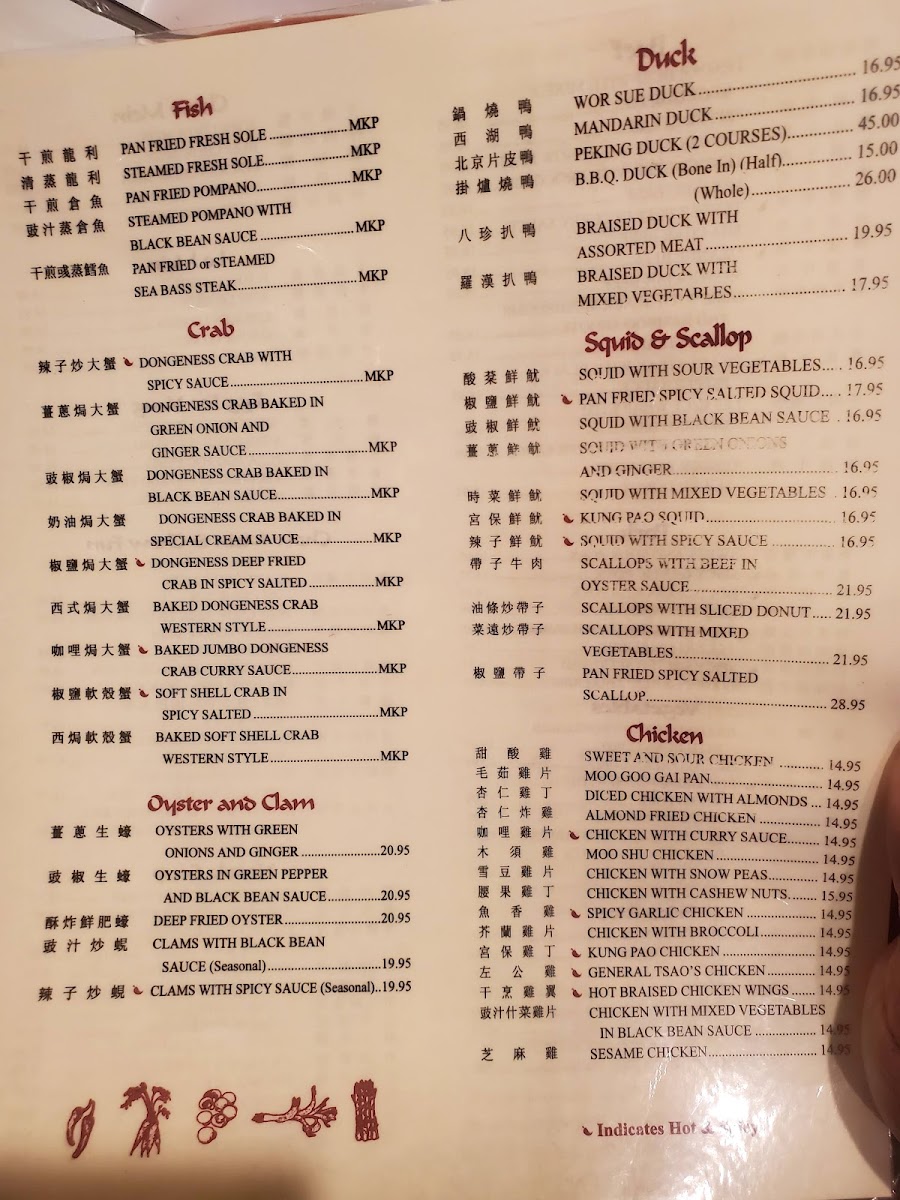 Fish
干煎龍利 PAN FRIED FRESH SOLE ........................ MKP
清蒸龍利 STEAMED FRESH SOLE................................... MKP
干煎倉魚 PAN FRIED POMPANO............................. MKP
豉汁蒸倉魚 STEAMED POMPANO WITH
BLACK BEAN SAUCE .................................... MKP
干煎或蒸鱈魚 PAN FRIED or STEAMED
SEA BASS STEAK............................................ MKP
Crab
辣子炒大蟹 DONGENESS CRAB WITH
SPICY SAUCE ........................................MKP
薑蔥焗大蟹 DONGENESS CRAB BAKED IN
GREEN ONION AND
GINGER SAUCE ....................................MKP
豉椒焗大蟹 DONGENESS CRAB BAKED IN
BLACK BEAN SAUCE............................MKP
奶油焗大蟹 DONGENESS CRAB BAKED IN
SPECIAL CREAM SAUCE......................MKP
椒鹽焗大蟹 DONGENESS DEEP FRIED
CRAB IN SPICY SALTED ....................MKP
西式焗大蟹 BAKED DONGENESS CRAB
WESTERN STYLE.................................MKP
咖哩焗大蟹 BAKED JUMBO DONGENESS
CRAB CURRY SAUCE..........................MKP
椒鹽軟殼蟹 SOFT SHELL CRAB IN
SPICY SALTED ......................................MKP
西焗軟殼蟹 BAKED SOFT SHELL CRAB
WESTERN STYLE.................................MKP
Oyster and Clam
薑蔥生蠔 OYSTERS WITH GREEN
ONIONS AND GINGER ........................20.95
豉椒生蠔 OYSTERS IN GREEN PEPPER
AND BLACK BEAN SAUCE................20.95
酥炸鮮肥蠔 DEEP FRIED OYSTER.............................20.95
豉汁炒蜆 CLAMS WITH BLACK BEAN
SAUCE (Seasonal)..................................19.95
辣子炒蜆 CLAMS WITH SPICY SAUCE (Seasonal)..19.95
Duck
鍋燒鴨 WOR SUE DUCK ........................................ 16.95
西湖鴨 MANDARIN DUCK ..................................... 16.95
北京片皮鴨 PEKING DUCK (2 COURSES)..................... 45.00
掛爐燒鴨 B.B.Q. DUCK (Bone In) (Half)..................... 15.00
(Whole)......................... 26.00
八珍扒鴨 BRAISED DUCK WITH
ASSORTED MEAT ..................................... 19.95
羅漢扒鴨 BRAISED DUCK WITH
MIXED VEGETABLES............................. 17.95
Squid & Scallop
酸菜鮮魷 SQUID WITH SOUR VEGETABLES.... . 16.95
椒鹽鮮魷 PAN FRIED SPICY SALTED SQUID.... . 17.95
豉椒鮮魷 SQUID WITH BLACK BEAN SAUCE . 16.95
薑蔥鮮魷 SQUID WITH GREEN ONIONS
AND GINGER........................................... 16.95
時菜鮮魷 SQUID WITH MIXED VEGETABLES . 16.95
宮保鮮魷 KUNG PAO SQUID.................................. 16.95
辣子鮮魷 SQUID WITH SPICY SAUCE ................. 16.95
帶子牛肉 SCALLOPS WITH BEEF IN
OYSTER SAUCE ...................................... 21.95
油條炒帶子 SCALLOPS WITH SLICED DONUT..... 21.95
菜遠炒帶子 SCALLOPS WITH MIXED
VEGETABLES........................................ 21.95
椒鹽帶子 PAN FRIED SPICY SALTED
SCALLOP................................................. 28.95
Chicken
甜酸雞 SWEET AND SOUR CHICKEN ........... 14.95
毛茹雞片 MOO GOO GAI PAN............................. 14.95
杏仁雞丁 DICED CHICKEN WITH ALMONDS ... 14.95
杏仁炸雞 ALMOND FRIED CHICKEN ................ 14.95
咖哩雞片 CHICKEN WITH CURRY SAUCE........ 14.95
木須雞 MOO SHU CHICKEN ........................... 14.95
雪豆雞片 CHICKEN WITH SNOW PEAS............. 14.95
腰果雞丁 CHICKEN WITH CASHEW NUTS........ 15.95
魚香雞 SPICY GARLIC CHICKEN ................... 14.95
芥蘭雞片 CHICKEN WITH BROCCOLI............... 14.95
宮保雞丁 KUNG PAO CHICKEN ........................ 14.95
左公雞 GENERAL TSAO'S CHICKEN ............. 14.95
干烹雞翼 HOT BRAISED CHICKEN WINGS ....... 14.95
豉汁什菜雞片 CHICKEN WITH MIXED VEGETABLES
IN BLACK BEAN SAUCE .................. 14.95
芝麻雞 SESAME CHICKEN............................. 14.95
Indicates Hot & Spicy